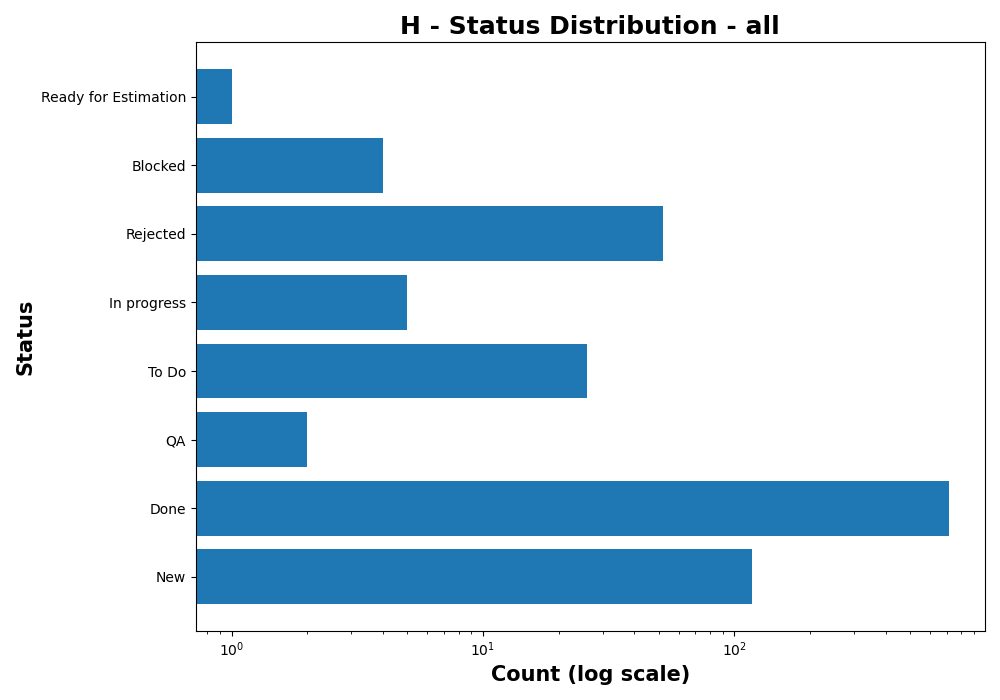 H - Status Distribution - all
Ready for Estimation
Blocked
Rejected
In progress
To Do
QA
Done
New
Status
10⁰
10¹
10²
Count (log scale)